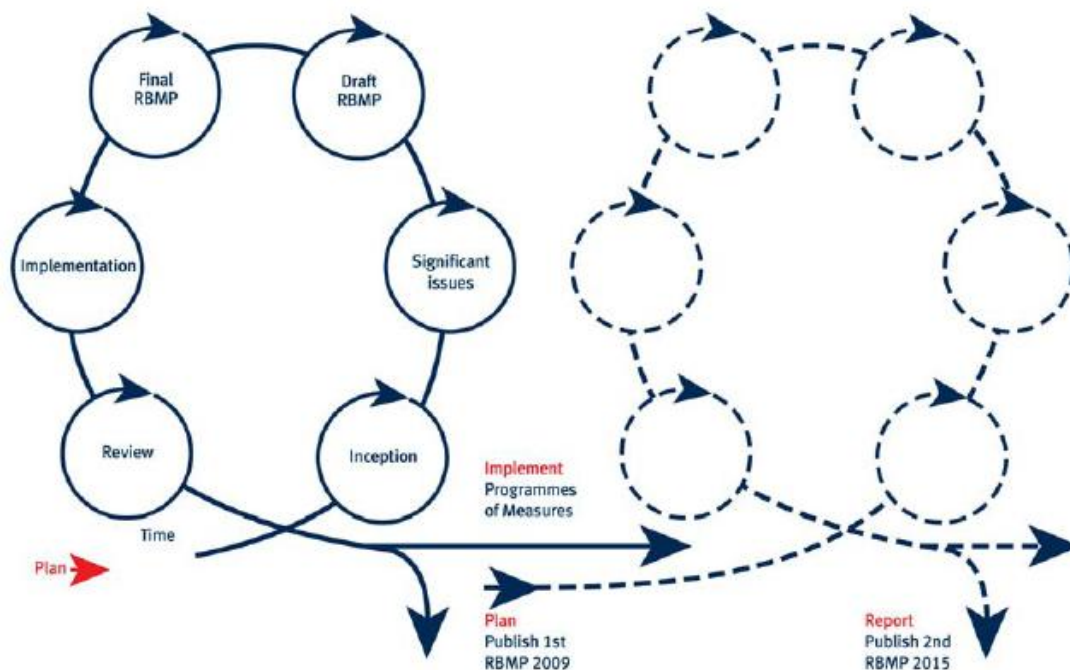 Final
RBMP
Draft
RBMP
Implementation
Significant
issues
Review
Inception
Time
Plan
Implement
Programmes
of Measures
Plan
Publish 1st
RBMP 2009
Report
Publish 2nd
RBMP 2015